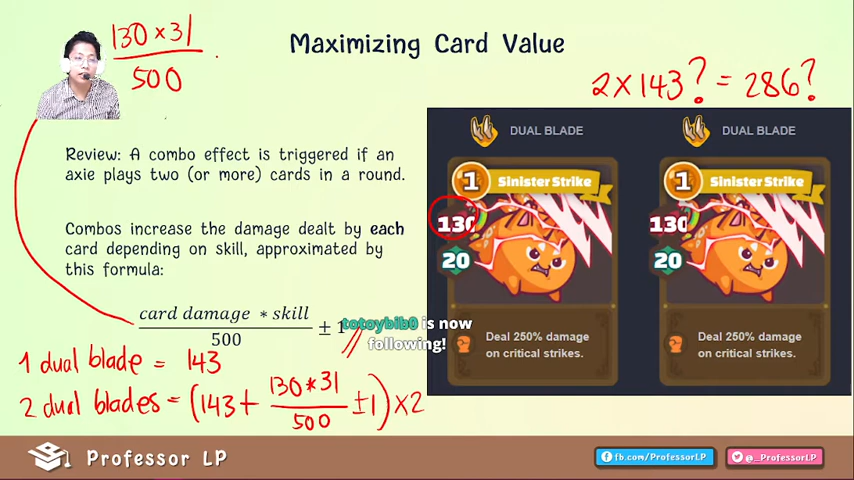 130×31
500
Maximizing Card Value
2×143? = 286?
DUAL BLADE
DUAL BLADE
1 Sinister Strike
1 Sinister Strike
130
130
20
20
Deal 250% damage
on critical strikes.
Deal 250% damage
on critical strikes.
Review: A combo effect is triggered if an
axie plays two (or more) cards in a round.
Combos increase the damage dealt by each
card depending on skill, approximated by
this formula:
card damage * skill
500
± 1
totoybib0 is now
following!
1 dual blade = 143
2 dual blades = (143+ 130*31
500
±1) ×2
Professor LP
fb.com/ProfessorLP
@_ProfessorLP